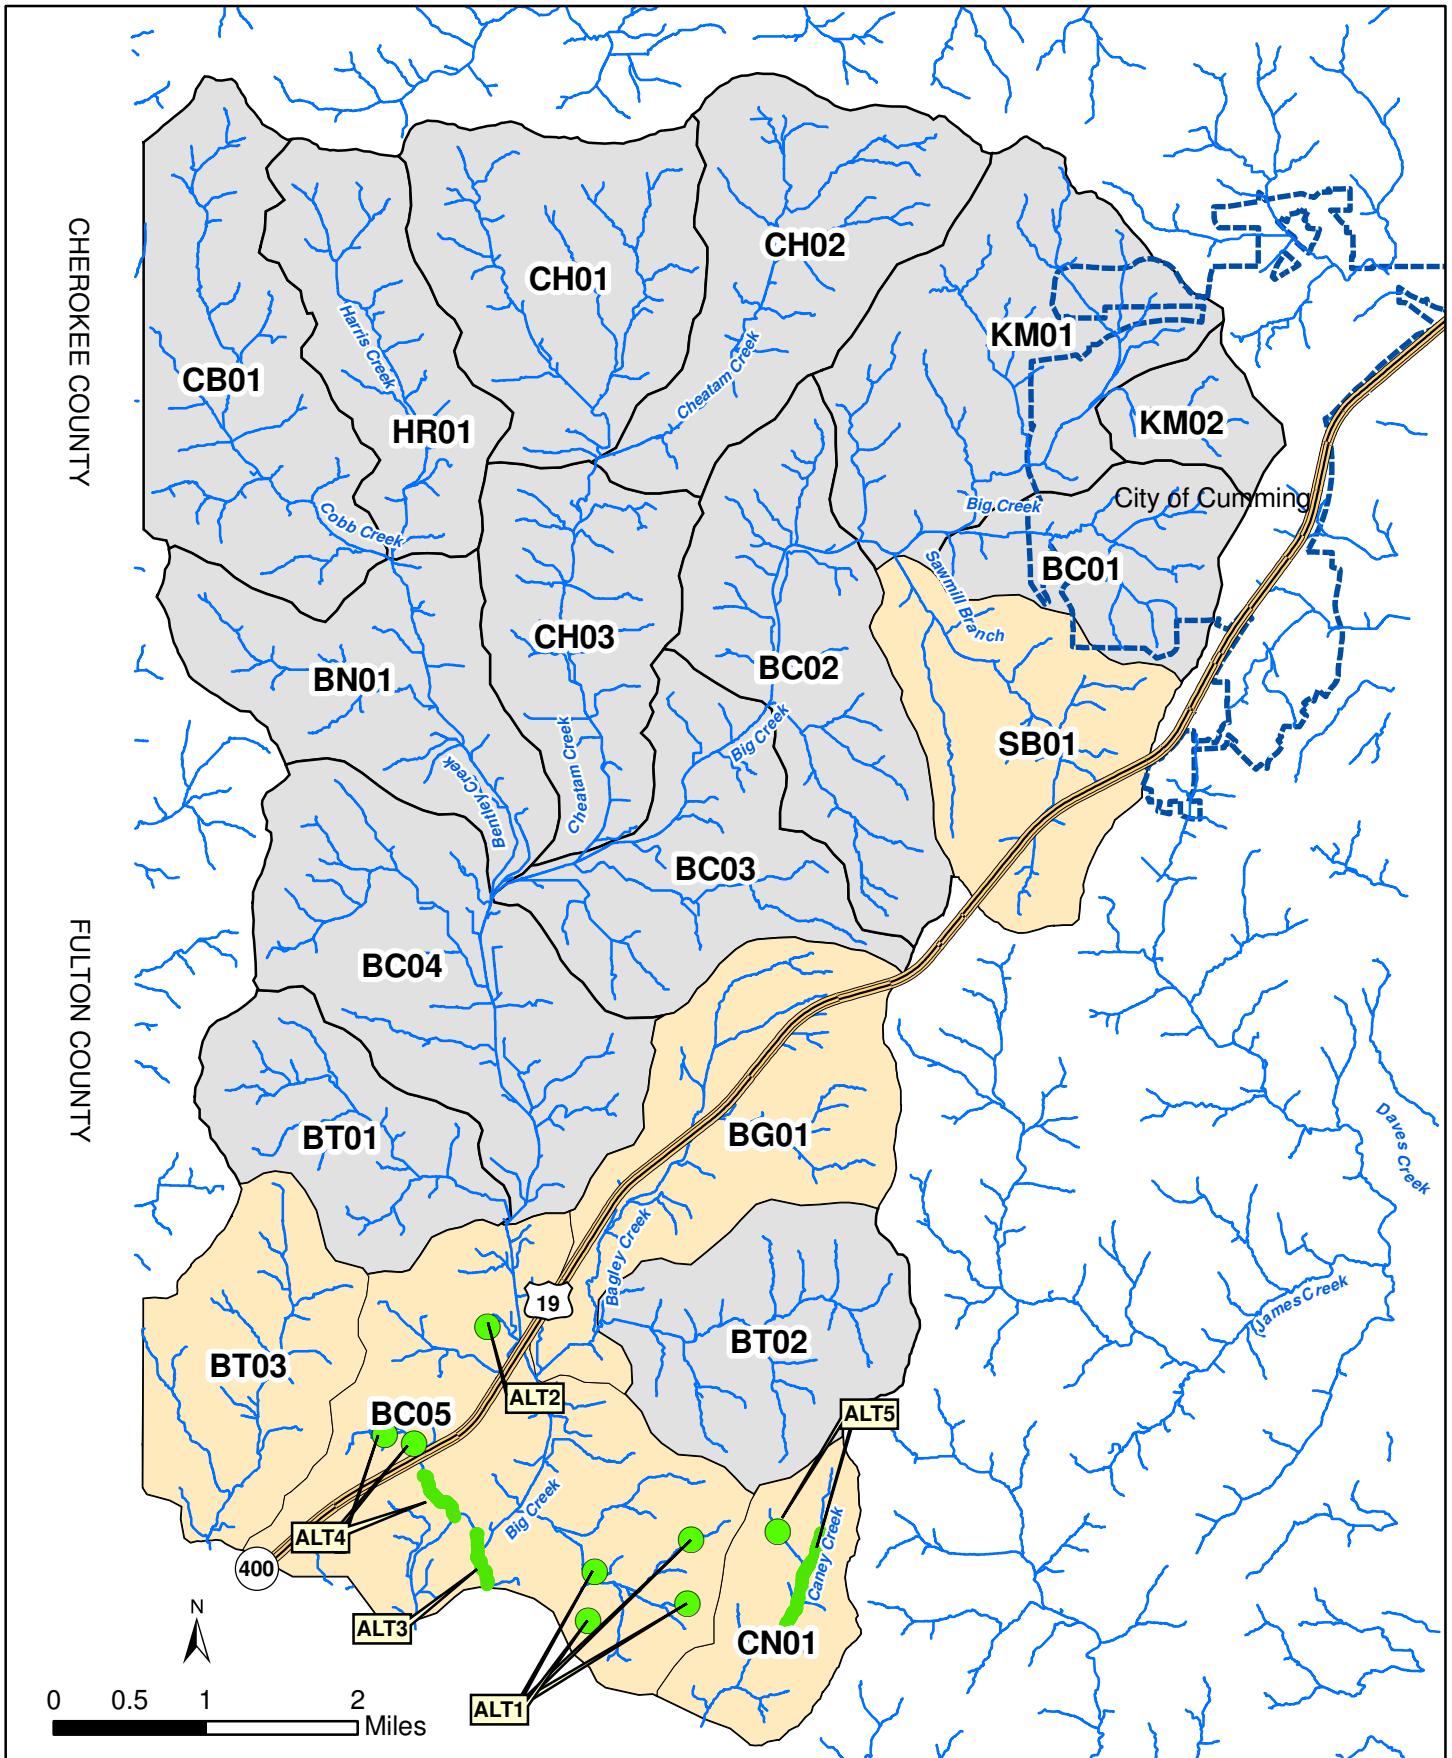 CHEROKEE COUNTY
FULTON COUNTY
CH02
CH01
KM01
Harris Creek
Cheatam Creek
CB01
HR01
KM02
City of Cumming
Big Creek
Cobb Creek
BC01
Sawmill Branch
CH03
BC02
BN01
Big Creek
SB01
Cheatam Creek
Bentley Creek
BC03
BC04
BT01
BG01
Daves Creek
Bagley Creek
19
James Creek
BT02
BT03
ALT2
BC05
ALT5
Big Creek
ALT4
Caney Creek
400
N
ALT3
CN01
ALT1
0 0.5 1 2
Miles